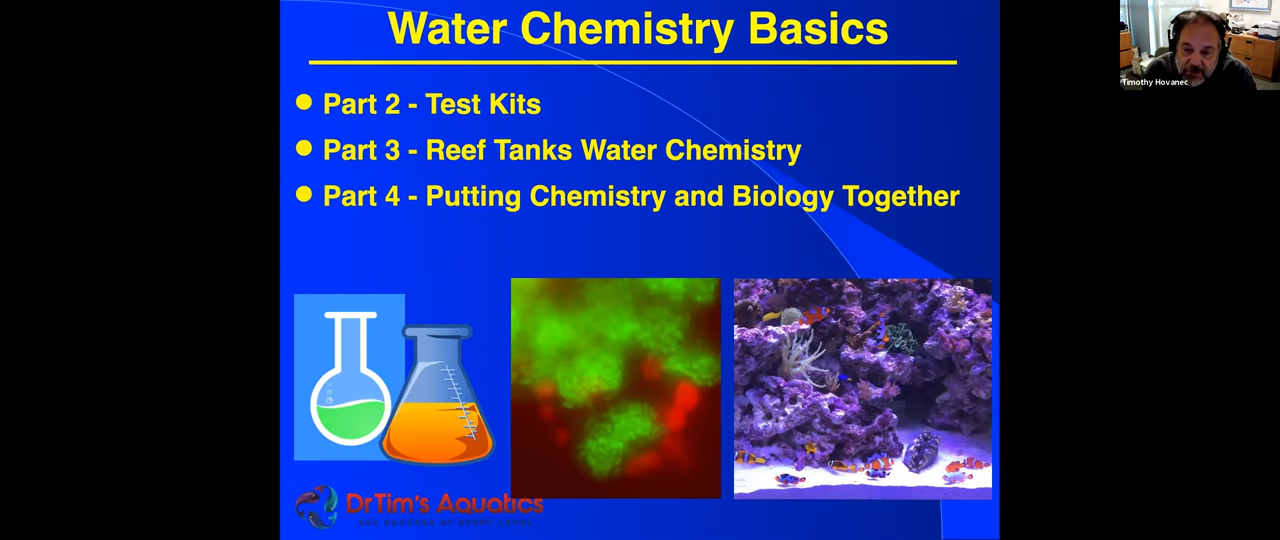 Water Chemistry Basics
Part 2 - Test Kits
Part 3 - Reef Tanks Water Chemistry
Part 4 - Putting Chemistry and Biology Together
DrTim's Aquatics
Timothy Hovanec